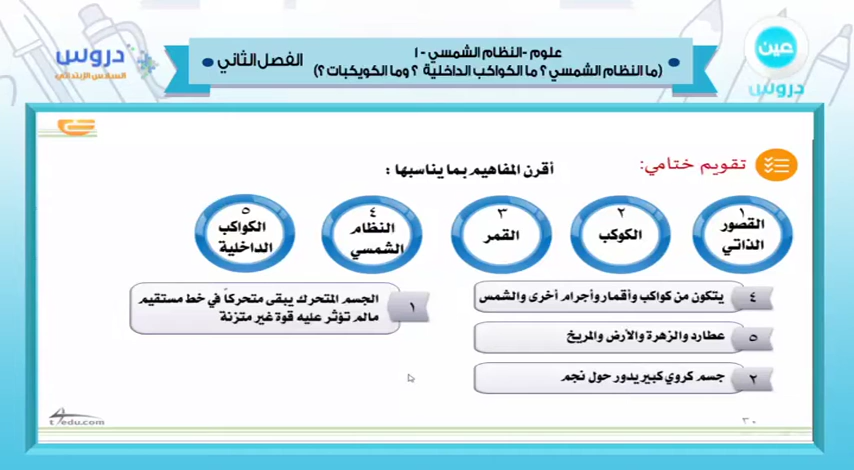 علوم -النظام الشمسي - ١
(ما النظام الشمسي ؟ ما الكواكب الداخلية ؟ وما الكويكبات ؟)
الفصل الثاني
عين
دروس
دروس
السادس الإبتدائي
تقويم ختامي:
أقرن المفاهيم بما يناسبها :
١
القصور
الذاتي
٢
الكوكب
٣
القمر
٤
النظام
الشمسي
٥
الكواكب
الداخلية
٤ يتكون من كواكب وأقمار وأجرام أخرى والشمس
٥ عطارد والزهرة والأرض والمريخ
٢ جسم كروي كبير يدور حول نجم
١ الجسم المتحرك يبقى متحركاً في خط مستقيم
مالم تؤثر عليه قوة غير متزنة
t4edu.com
٣٠